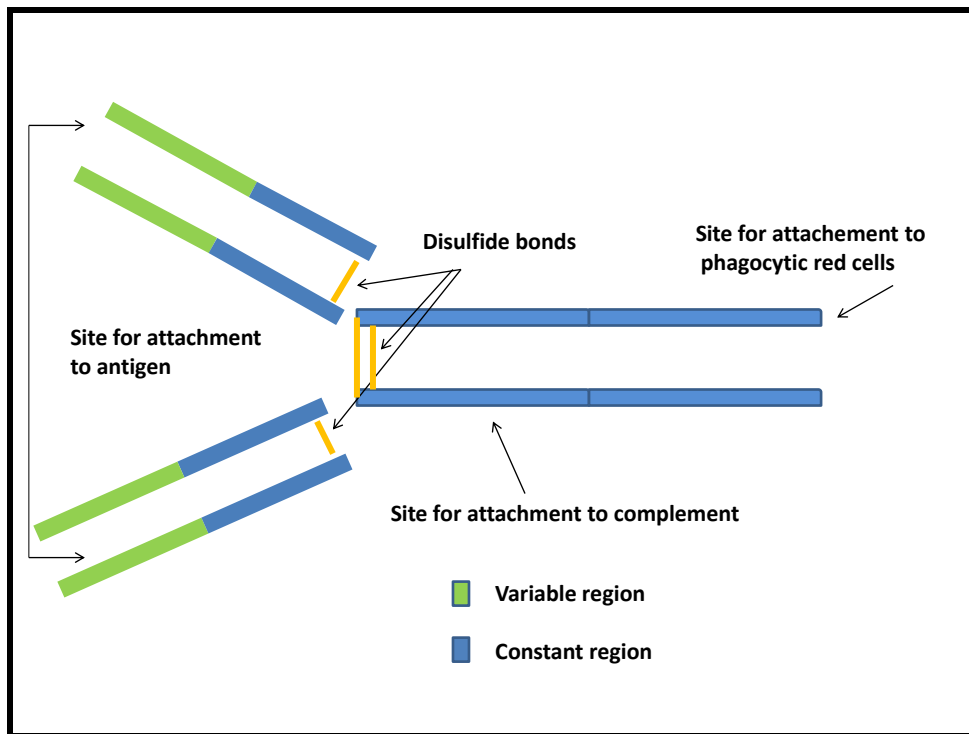 Disulfide bonds
Site for attachement to
phagocytic red cells
Site for attachment
to antigen
Site for attachment to complement
Variable region
Constant region